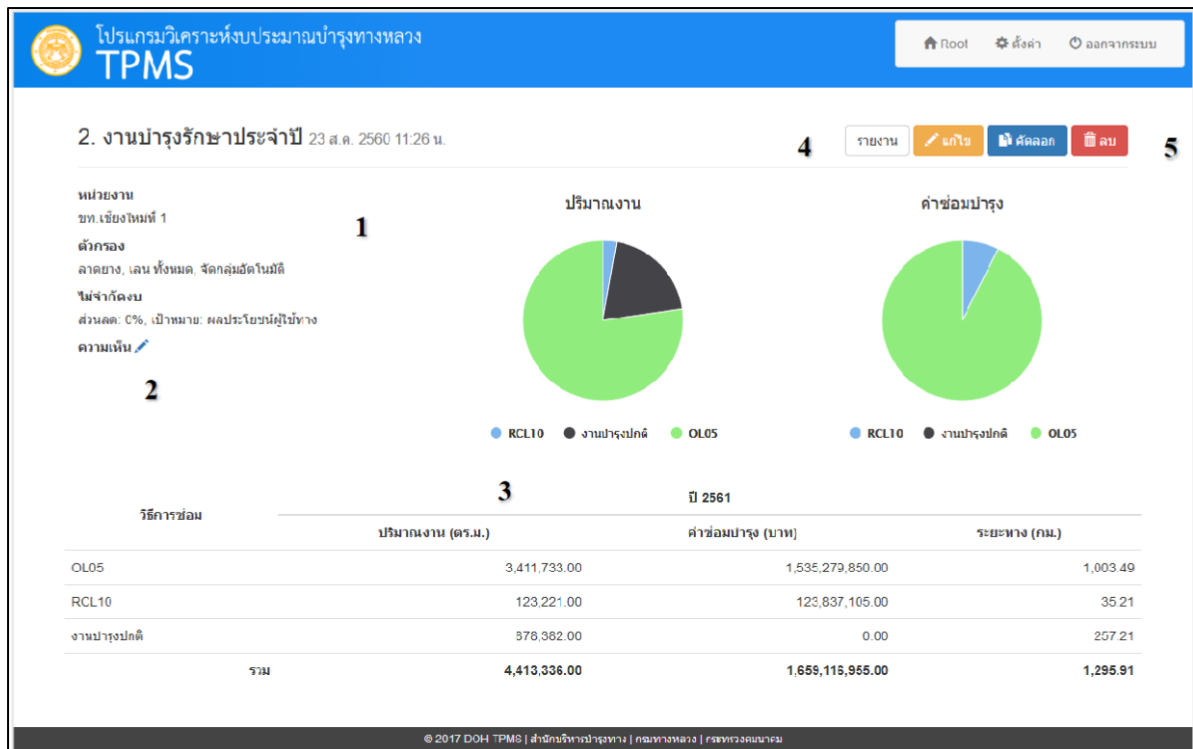 โปรแกรมวิเคราะห์งบประมาณบำรุงทางหลวง
TPMS
Root ตั้งค่า ออกจากระบบ
2. งานบำรุงรักษาประจำปี 23 ส.ค. 2560 11:26 น.
4
รายงาน แก้ไข คัดลอก ลบ
5
หน่วยงาน
ขท.เชียงใหม่ที่ 1
1
ตัวกรอง
ลาดยาง, เลน ทั้งหมด, จัดกลุ่มอัตโนมัติ
ไม่จำกัดงบ
ส่วนลด: 0%, เป้าหมาย: ผลประโยชน์ผู้ใช้ทาง
ความเห็น
2
ปริมาณงาน
RCL10 งานบำรุงปกติ OL05
ค่าซ่อมบำรุง
RCL10 งานบำรุงปกติ OL05
3
วิธีการซ่อม ปี 2561
ปริมาณงาน (ตร.ม.) ค่าซ่อมบำรุง (บาท) ระยะทาง (กม.)
OL05 3,411,733.00 1,535,279,850.00 1,003.49
RCL10 123,221.00 123,837,105.00 35.21
งานบำรุงปกติ 878,382.00 0.00 257.21
รวม 4,413,336.00 1,659,116,955.00 1,295.91
© 2017 DOH TPMS | สำนักบริหารบำรุงทาง | กรมทางหลวง | กระทรวงคมนาคม